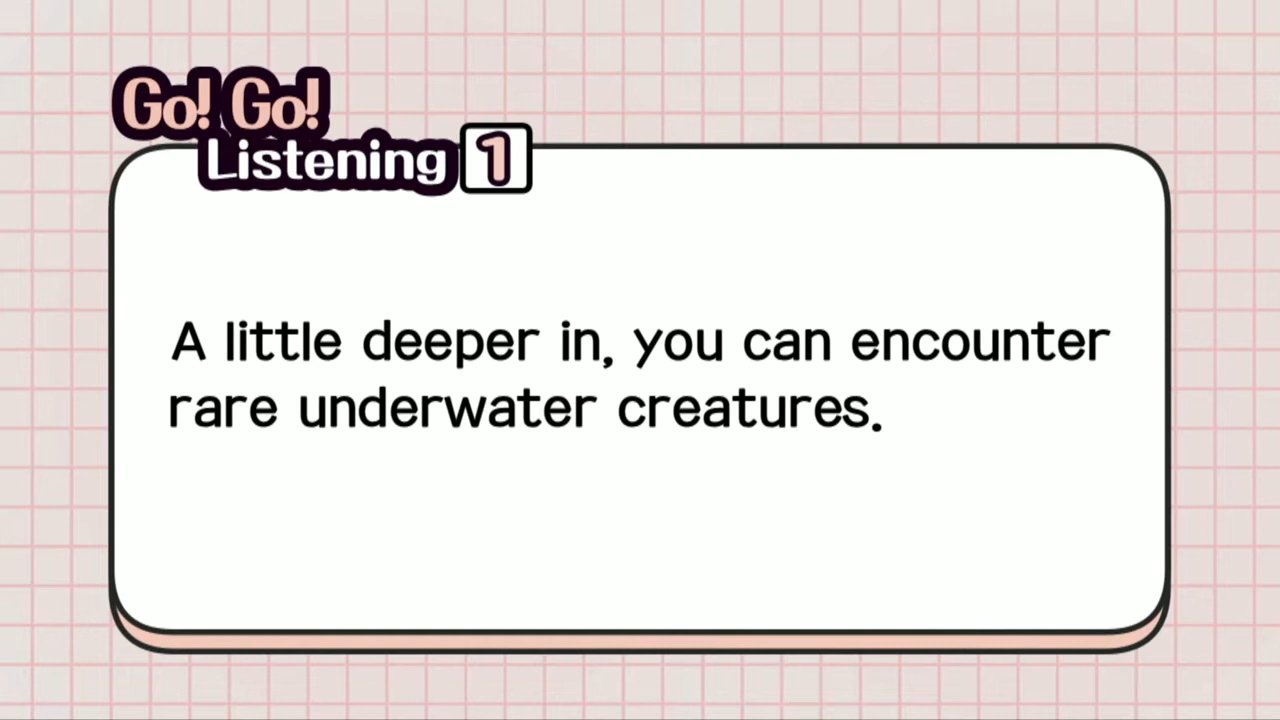 Go! Go!
Listening 1
A little deeper in, you can encounter
rare underwater creatures.